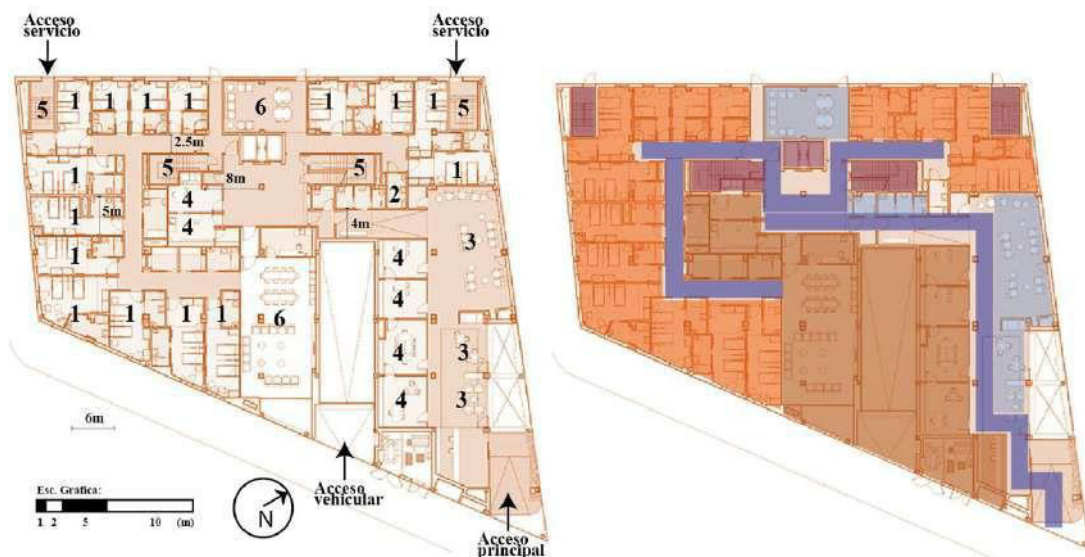 Acceso
servicio
Acceso
servicio
5 1 1 1 1 6 1 1 1 5
2.5m
5 8m 5 1
1 4 2
1 5m 4 4m 3
1 4
1 1 1 1 6 4
4 3
4 3
6m
Esc. Gráfica:
1 2 5 10 (m)
N
Acceso
vehicular
Acceso
principal